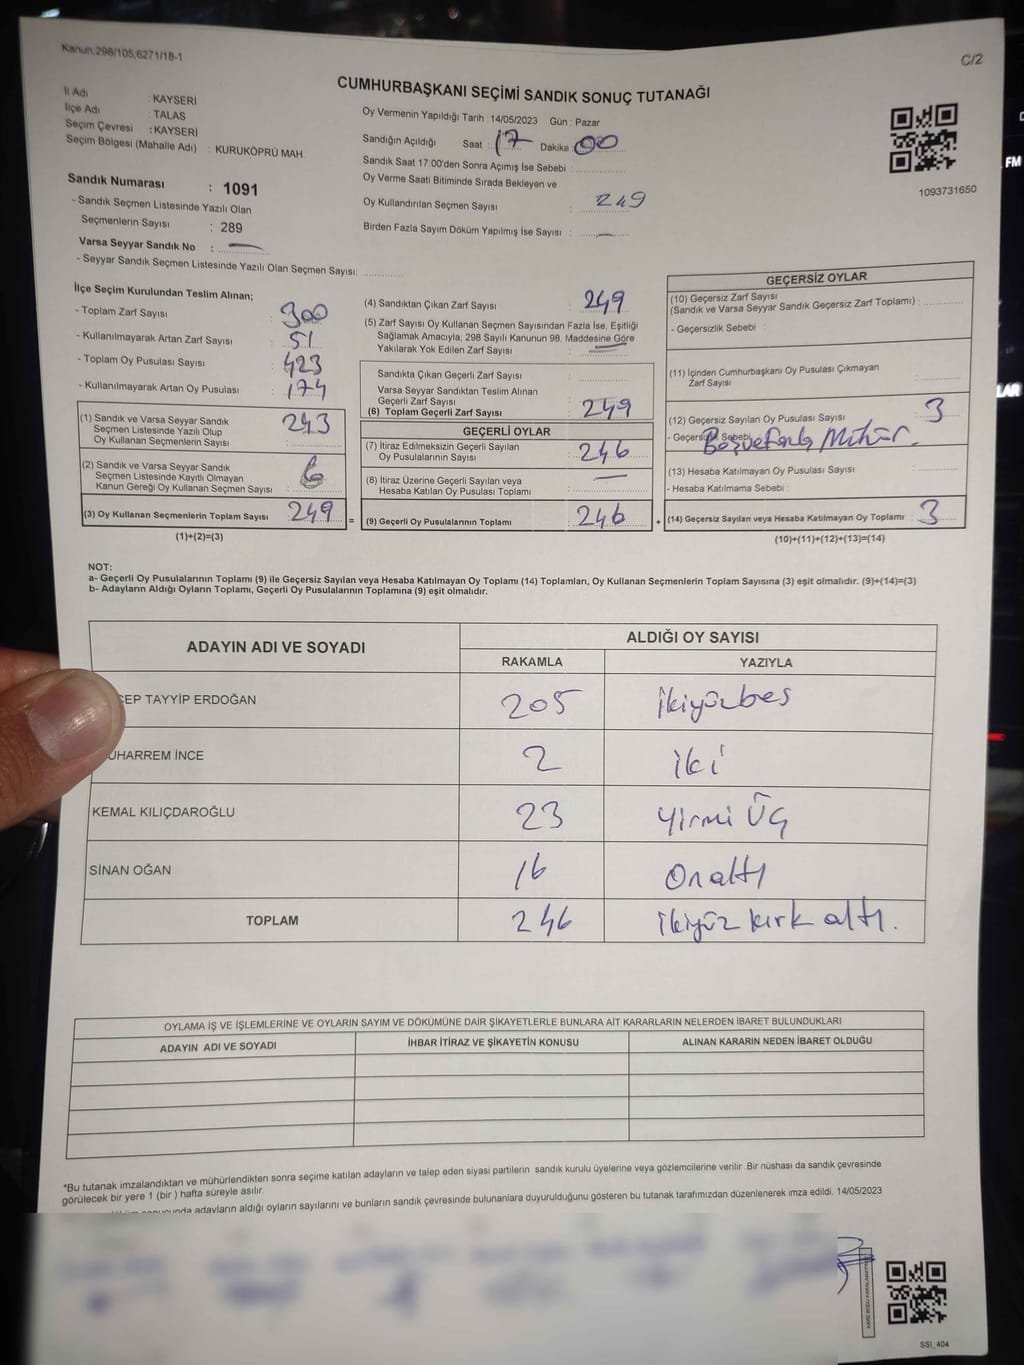 Kanun.298/105;6271/18-1
C/2
CUMHURBAŞKANI SEÇİMİ SANDIK SONUÇ TUTANAĞI
İl Adı : KAYSERİ
İlçe Adı : TALAS
Seçim Çevresi : KAYSERİ
Seçim Bölgesi (Mahalle Adı) : KURUKÖPRÜ MAH
Sandık Numarası : 1091
- Sandık Seçmen Listesinde Yazılı Olan
Seçmenlerin Sayısı : 289
Varsa Seyyar Sandık No :
- Seyyar Sandık Seçmen Listesinde Yazılı Olan Seçmen Sayısı:
Oy Vermenin Yapıldığı Tarih : 14/05/2023 Gün : Pazar
Sandığın Açıldığı Saat : 17 Dakika : 00
Sandık Saat 17:00'den Sonra Açımış İse Sebebi :
Oy Verme Saati Bitiminde Sırada Bekleyen ve
Oy Kullandırılan Seçmen Sayısı : 249
Birden Fazla Sayım Döküm Yapılmış İse Sayısı : —
1093731650
FM
LAR
İlçe Seçim Kurulundan Teslim Alınan;
- Toplam Zarf Sayısı : 300
- Kullanılmayarak Artan Zarf Sayısı : 51
- Toplam Oy Pusulası Sayısı : 423
- Kullanılmayarak Artan Oy Pusulası : 174
(1) Sandık ve Varsa Seyyar Sandık
Seçmen Listesinde Yazılı Olup
Oy Kullanan Seçmenlerin Sayısı : 243
(2) Sandık ve Varsa Seyyar Sandık
Seçmen Listesinde Kayıtlı Olmayan
Kanun Gereği Oy Kullanan Seçmen Sayısı : 6
(3) Oy Kullanan Seçmenlerin Toplam Sayısı : 249 =
(1)+(2)=(3)
(4) Sandıktan Çıkan Zarf Sayısı : 249
(5) Zarf Sayısı Oy Kullanan Seçmen Sayısından Fazla İse, Eşitliği
Sağlamak Amacıyla; 298 Sayılı Kanunun 98. Maddesine Göre
Yakılarak Yok Edilen Zarf Sayısı : —
Sandıkta Çıkan Geçerli Zarf Sayısı :
Varsa Seyyar Sandıktan Teslim Alınan
Geçerli Zarf Sayısı :
(6) Toplam Geçerli Zarf Sayısı : 249
GEÇERLİ OYLAR
(7) İtiraz Edilmeksizin Geçerli Sayılan
Oy Pusulalarının Sayısı : 246
(8) İtiraz Üzerine Geçerli Sayılan veya
Hesaba Katılan Oy Pusulası Toplamı : —
(9) Geçerli Oy Pusulalarının Toplamı : 246 +
GEÇERSİZ OYLAR
(10) Geçersiz Zarf Sayısı
(Sandık ve Varsa Seyyar Sandık Geçersiz Zarf Toplamı) :
- Geçersizlik Sebebi :
(11) İçinden Cumhurbaşkanı Oy Pusulası Çıkmayan
Zarf Sayısı :
(12) Geçersiz Sayılan Oy Pusulası Sayısı : 3
- Geçersizlik Sebebi Mühür.
(13) Hesaba Katılmayan Oy Pusulası Sayısı :
- Hesaba Katılmama Sebebi :
(14) Geçersiz Sayılan veya Hesaba Katılmayan Oy Toplamı : 3
(10)+(11)+(12)+(13)=(14)
NOT:
a- Geçerli Oy Pusulalarının Toplamı (9) ile Geçersiz Sayılan veya Hesaba Katılmayan Oy Toplamı (14) Toplamları, Oy Kullanan Seçmenlerin Toplam Sayısına (3) eşit olmalıdır. (9)+(14)=(3)
b- Adayların Aldığı Oyların Toplamı, Geçerli Oy Pusulalarının Toplamına (9) eşit olmalıdır.
ADAYIN ADI VE SOYADI
ALDIĞI OY SAYISI
RAKAMLA YAZIYLA
CEP TAYYİP ERDOĞAN 205 ikiyüzbeş
UHARREM İNCE 2 iki
KEMAL KILIÇDAROĞLU 23 yirmi üç
SİNAN OĞAN 16 Onaltı
TOPLAM 246 ikiyüz kırk altı.
OYLAMA İŞ VE İŞLEMLERİNE VE OYLARIN SAYIM VE DÖKÜMÜNE DAİR ŞİKAYETLERLE BUNLARA AİT KARARLARIN NELERDEN İBARET BULUNDUKLARI
ADAYIN ADI VE SOYADI İHBAR İTİRAZ VE ŞİKAYETİN KONUSU ALINAN KARARIN NEDEN İBARET OLDUĞU
*Bu tutanak imzalandıktan ve mühürlendikten sonra seçime katılan adayların ve talep eden siyasi partilerin sandık kurulu üyelerine veya gözlemcilerine verilir .Bir nüshası da sandık çevresinde
görülecek bir yere 1 (bir ) hafta süreyle asılır.
adayların aldığı oyların sayılarını ve bunların sandık çevresinde bulunanlara duyurulduğunu gösteren bu tutanak tarafımızdan düzenlenerek imza edildi. 14/05/2023
SSI_404